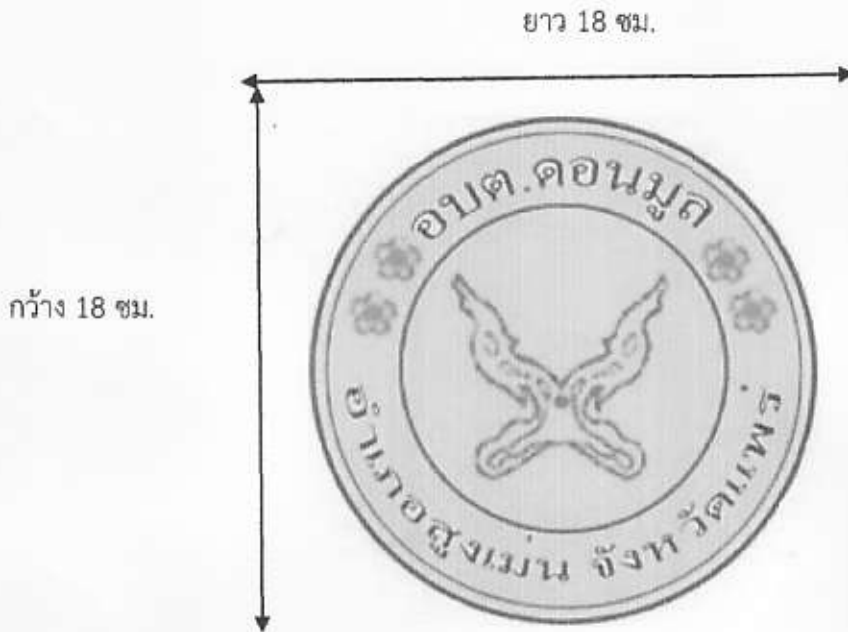 ยาว 18 ซม.
กว้าง 18 ซม.
อบต.ดอนมูล
อำเภอสูงเม่น จังหวัดแพร่